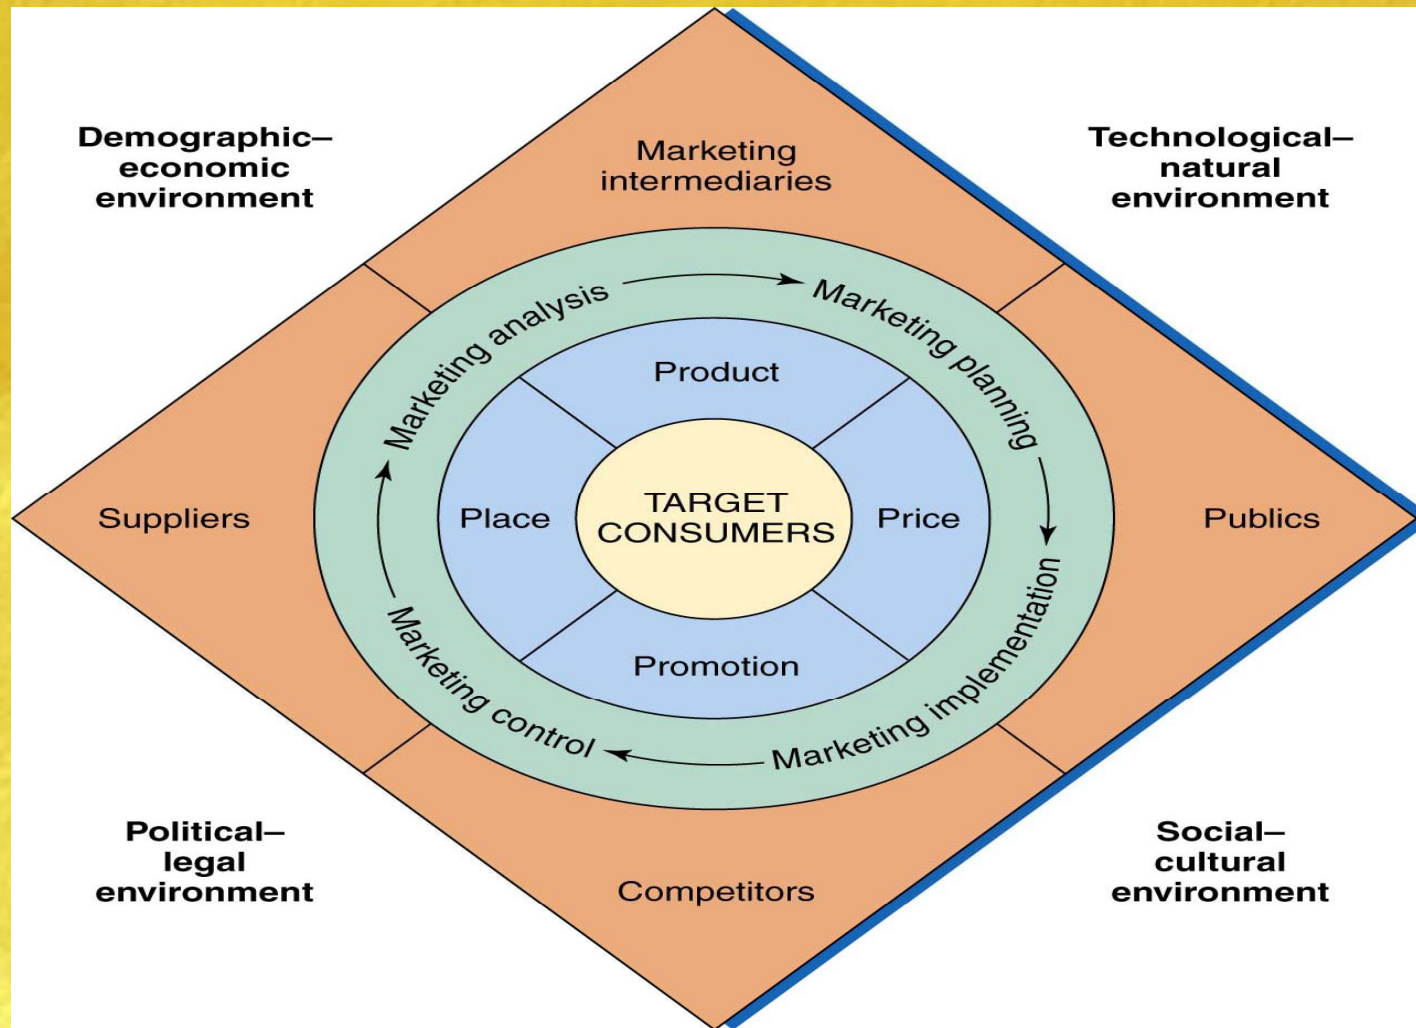 Demographic–
economic
environment
Marketing
intermediaries
Technological–
natural
environment
Marketing analysis
Marketing planning
Product
Suppliers
Place
TARGET
CONSUMERS
Price
Publics
Promotion
Marketing control
Marketing implementation
Political–
legal
environment
Competitors
Social–
cultural
environment